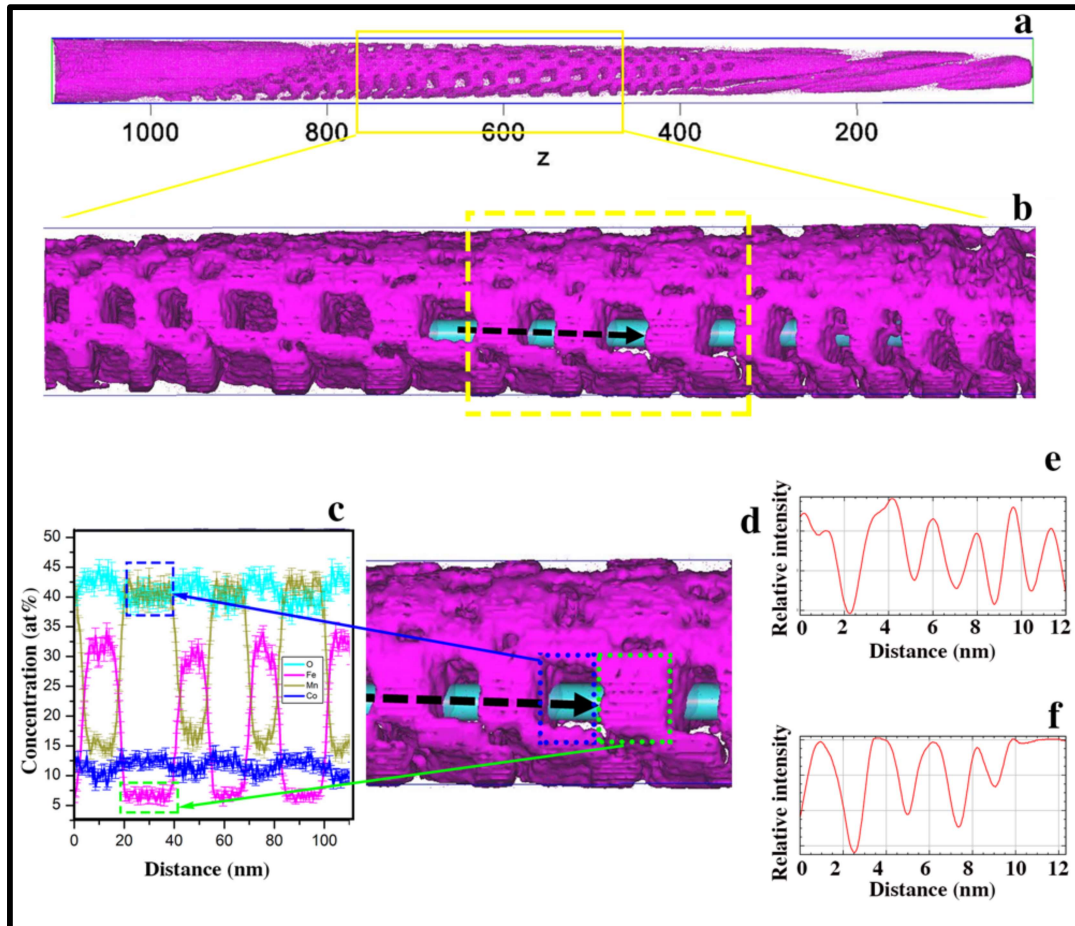 a
1000 800 600 400 200
z
b
c
50
45
40
35
30
25
20
15
10
5
Concentration (at%)
O
Fe
Mn
Co
0 20 40 60 80 100
Distance (nm)
d
e
Relative intensity
0 2 4 6 8 10 12
Distance (nm)
f
Relative intensity
0 2 4 6 8 10 12
Distance (nm)